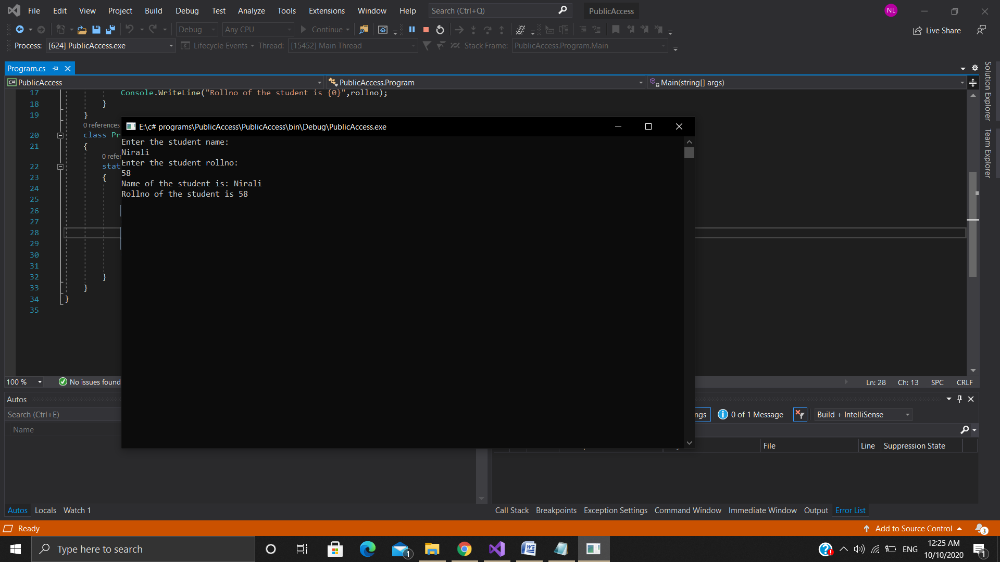 File Edit View Project Build Debug Test Analyze Tools Extensions Window Help Search (Ctrl+Q) PublicAccess NL
Debug Any CPU Continue Live Share
Process: [624] PublicAccess.exe Lifecycle Events Thread: [15452] Main Thread Stack Frame: PublicAccess.Program.Main
Program.cs
C# PublicAccess PublicAccess.Program Main(string[] args)
17 Console.WriteLine("Rollno of the student is {0}",rollno);
18 }
19 }
0 references
20 class Pr
21 {
0 refer
22 stat
23 {
24
25
26
27
28
29
30
31
32 }
33 }
34 }
35
E:\c# programs\PublicAccess\PublicAccess\bin\Debug\PublicAccess.exe
Enter the student name:
Nirali
Enter the student rollno:
58
Name of the student is: Nirali
Rollno of the student is 58
Solution Explorer
Team Explorer
100 % No issues found Ln: 28 Ch: 13 SPC CRLF
Autos
Search (Ctrl+E) ngs 0 of 1 Message Build + IntelliSense
Name
File Line Suppression State
Autos Locals Watch 1 Call Stack Breakpoints Exception Settings Command Window Immediate Window Output Error List
Ready Add to Source Control 3
Type here to search 1 ENG 12:25 AM
10/10/2020 1